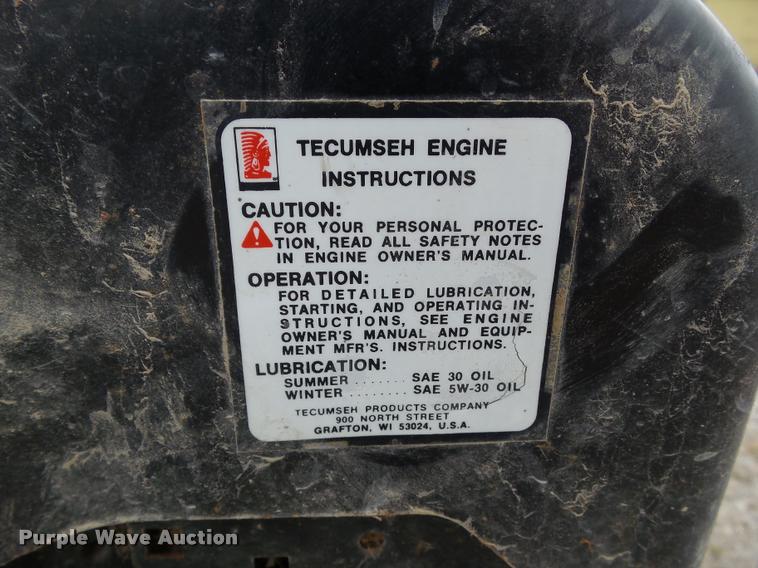 TECUMSEH ENGINE
INSTRUCTIONS
CAUTION:
FOR YOUR PERSONAL PROTEC-
TION, READ ALL SAFETY NOTES
IN ENGINE OWNER'S MANUAL.
OPERATION:
FOR DETAILED LUBRICATION,
STARTING, AND OPERATING IN-
STRUCTIONS, SEE ENGINE
OWNER'S MANUAL AND EQUIP-
MENT MFR'S. INSTRUCTIONS.
LUBRICATION:
SUMMER ....... SAE 30 OIL
WINTER ........ SAE 5W-30 OIL
TECUMSEH PRODUCTS COMPANY
900 NORTH STREET
GRAFTON, WI 53024, U.S.A.
Purple Wave Auction